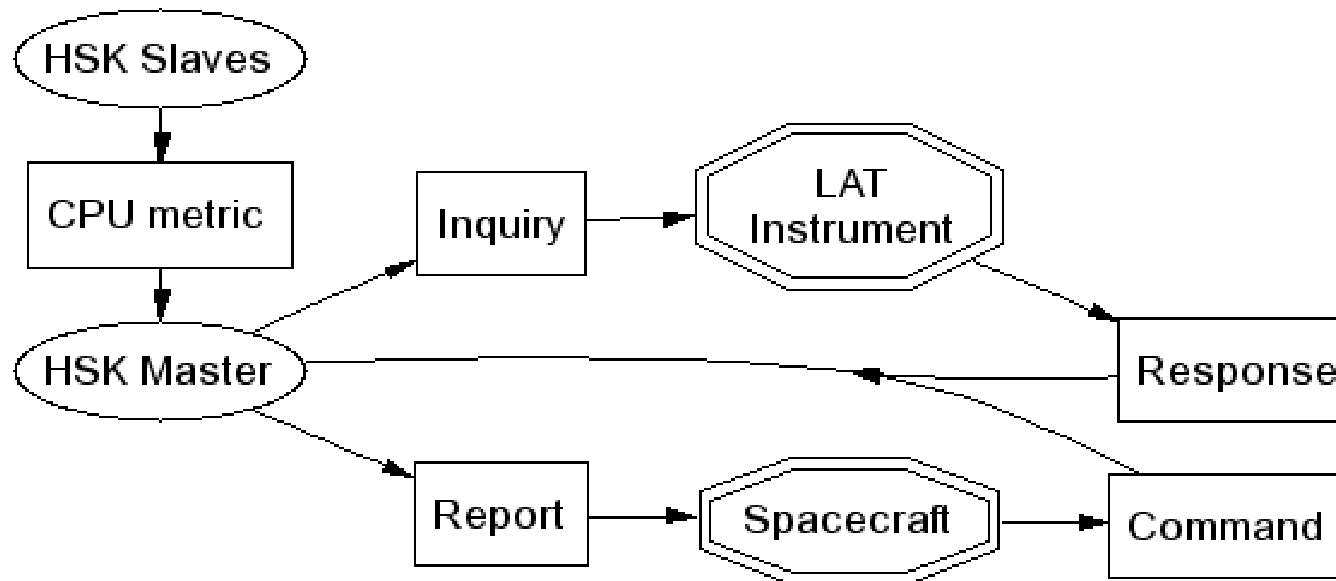 HSK Slaves
CPU metric
Inquiry
LAT
Instrument
HSK Master
Response
Report
Spacecraft
Command